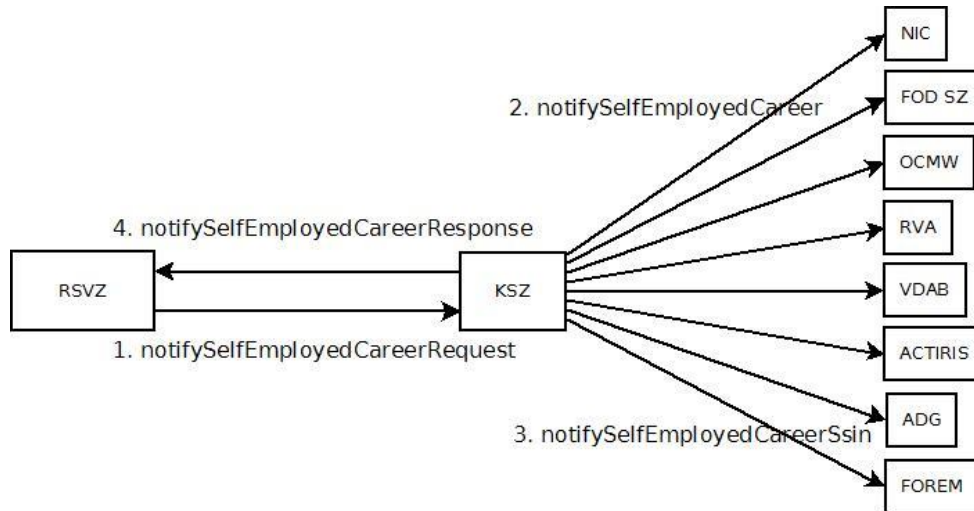 NIC
2. notifySelfEmployedCareer
FOD SZ
OCMW
RVA
4. notifySelfEmployedCareerResponse
RSVZ
KSZ
VDAB
1. notifySelfEmployedCareerRequest
ACTIRIS
3. notifySelfEmployedCareerSsin
ADG
FOREM